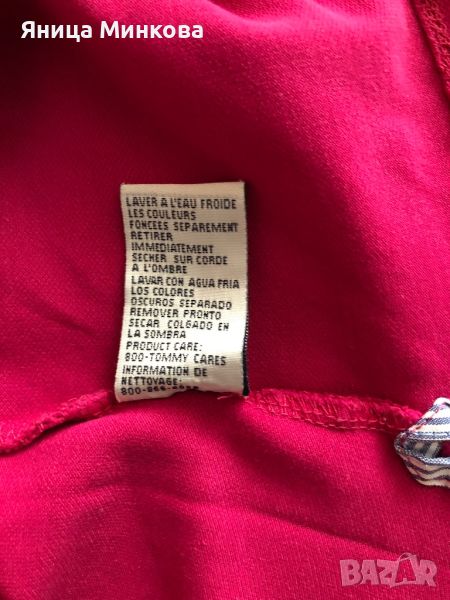 Яница Минкова
LAVER A L'EAU FROIDE
LES COULEURS
FONCEES SEPAREMENT
RETIRER
IMMEDIATEMENT
SECHER SUR CORDE
A L'OMBRE
LAVAR CON AGUA FRIA
LOS COLORES
OSCUROS SEPARADO
REMOVER PRONTO
SECAR COLGADO EN
LA SOMBRA
PRODUCT CARE:
800-TOMMY CARES
INFORMATION DE
NETTOYAGE:
BAZAR